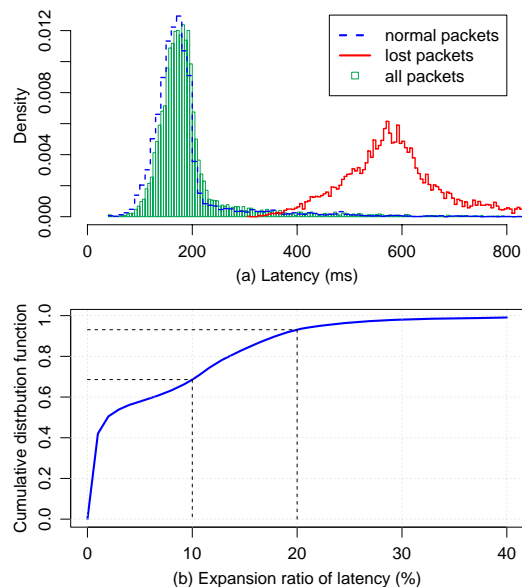 0.012
0.008
0.004
0.000
Density
normal packets
lost packets
all packets
0
200
400
600
800
(a) Latency (ms)
1.0
0.8
0.6
0.4
0.2
0.0
Cumulative distrbution function
0
10
20
30
40
(b) Expansion ratio of latency (%)